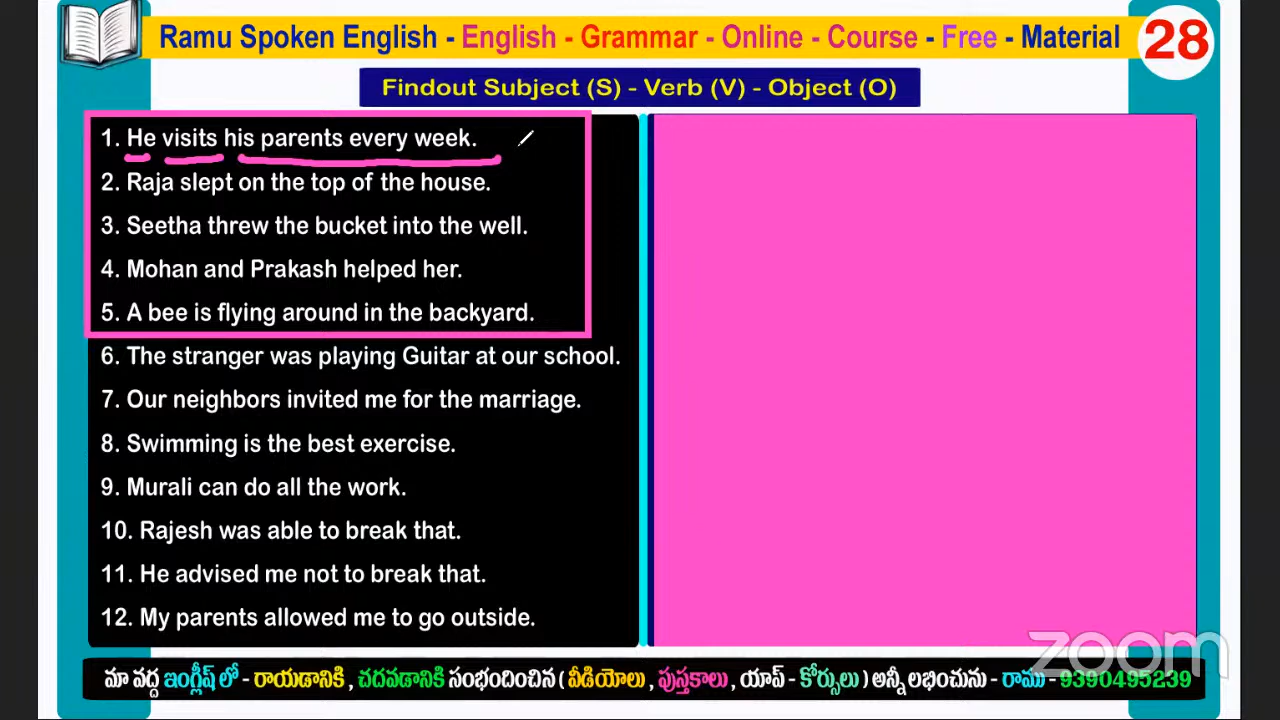 Ramu Spoken English - English - Grammar - Online - Course - Free - Material 28
Findout Subject (S) - Verb (V) - Object (O)
1. He visits his parents every week.
2. Raja slept on the top of the house.
3. Seetha threw the bucket into the well.
4. Mohan and Prakash helped her.
5. A bee is flying around in the backyard.
6. The stranger was playing Guitar at our school.
7. Our neighbors invited me for the marriage.
8. Swimming is the best exercise.
9. Murali can do all the work.
10. Rajesh was able to break that.
11. He advised me not to break that.
12. My parents allowed me to go outside.
zoom
మా వద్ద ఇంగ్లీష్ లో - రాయడానికి , చదవడానికి సంభందించిన ( వీడియోలు , పుస్తకాలు , యాప్ - కోర్సులు ) అన్నీ లభించును - రాము - 9390495239